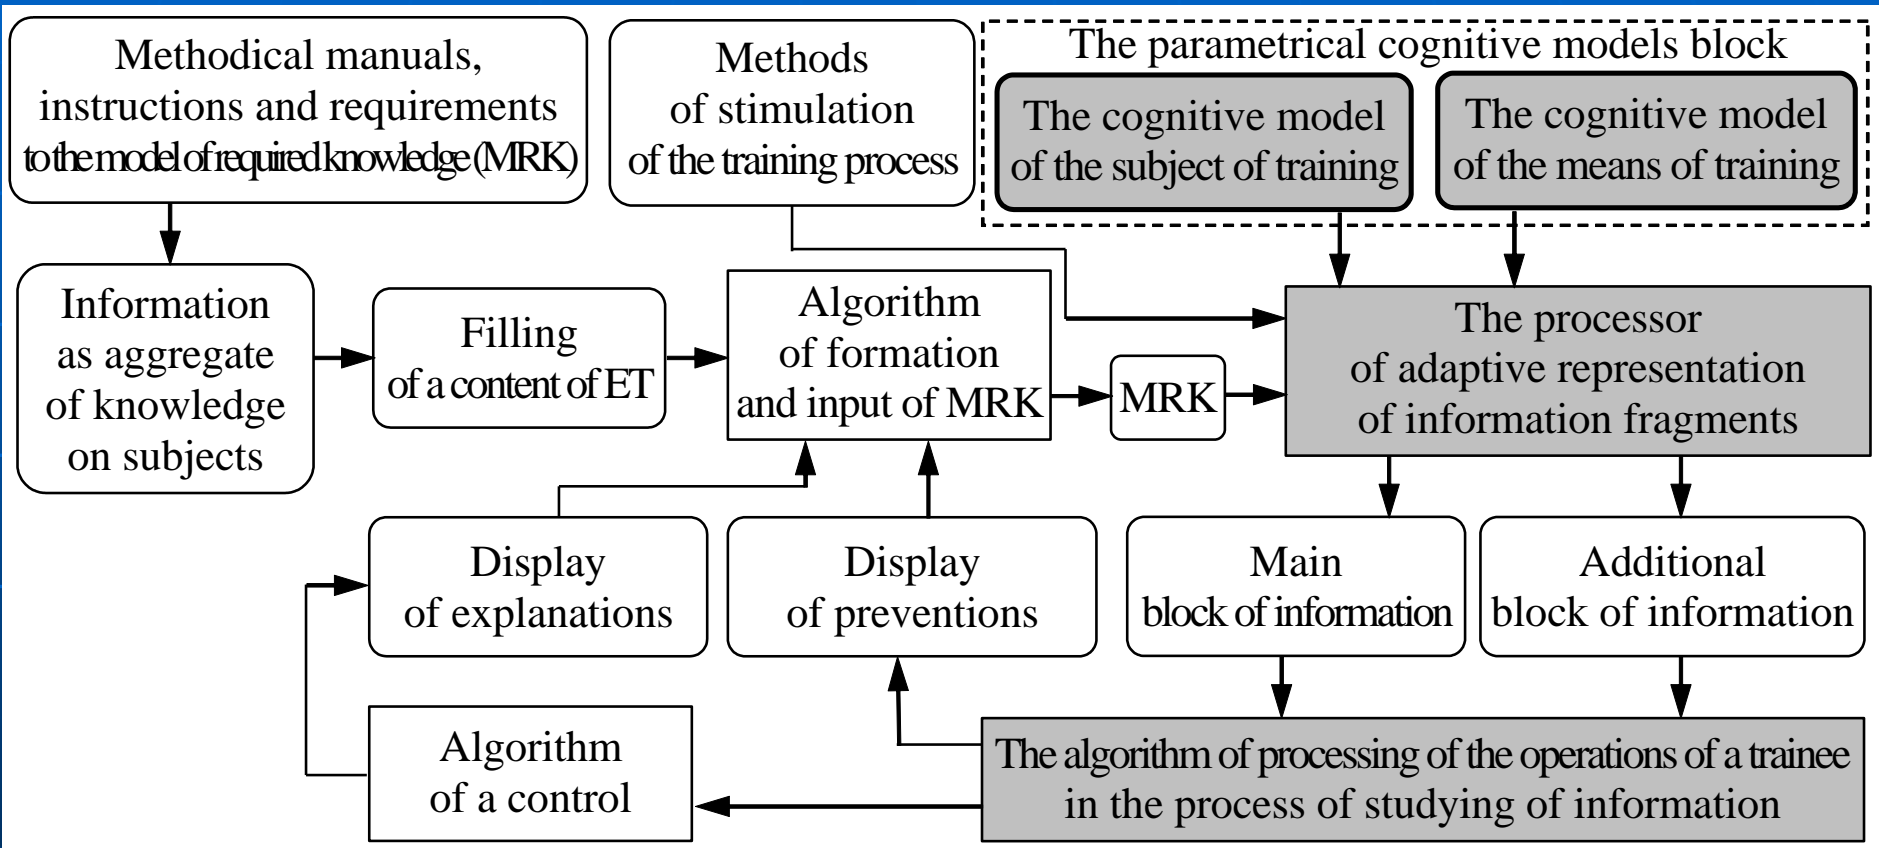 Methodical manuals,
instructions and requirements
to the model of required knowledge (MRK)
Methods
of stimulation
of the training process
The parametrical cognitive models block
The cognitive model
of the subject of training
The cognitive model
of the means of training
Information
as aggregate
of knowledge
on subjects
Filling
of a content of ET
Algorithm
of formation
and input of MRK
MRK
The processor
of adaptive representation
of information fragments
Display
of explanations
Display
of preventions
Main
block of information
Additional
block of information
Algorithm
of a control
The algorithm of processing of the operations of a trainee
in the process of studying of information